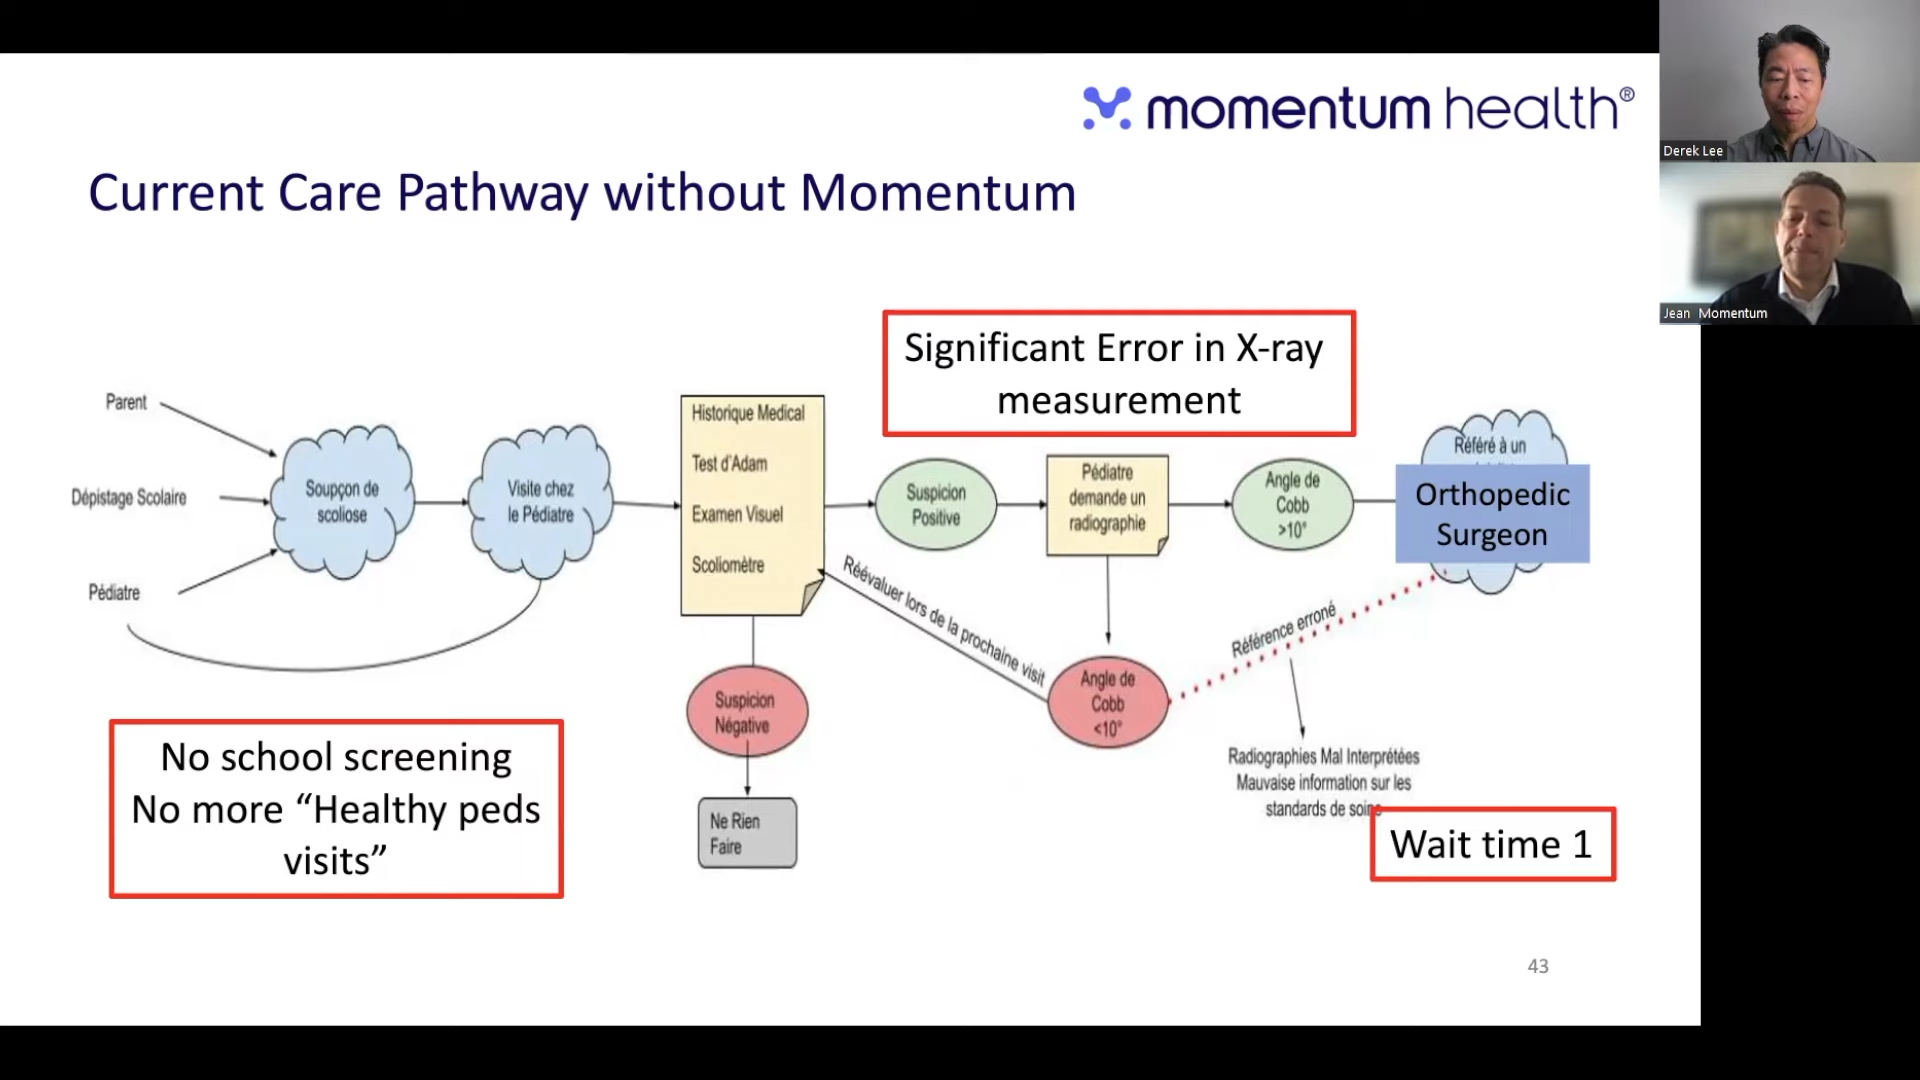 momentum health®
Derek Lee
Jean Momentum
Current Care Pathway without Momentum
Significant Error in X-ray
measurement
Parent
Dépistage Scolaire
Pédiatre
Soupçon de
scoliose
Visite chez
le Pédiatre
Historique Medical
Test d'Adam
Examen Visuel
Scoliomètre
Suspicion
Positive
Pédiatre
demande un
radiographie
Angle de
Cobb
>10°
Référé à un
Orthopedic
Surgeon
Réévaluer lors de la prochaine visit
Référence erroné
Suspicion
Négative
Angle de
Cobb
<10°
Ne Rien
Faire
Radiographies Mal Interprétées
Mauvaise information sur les
standards de soins
No school screening
No more “Healthy peds
visits”
Wait time 1
43